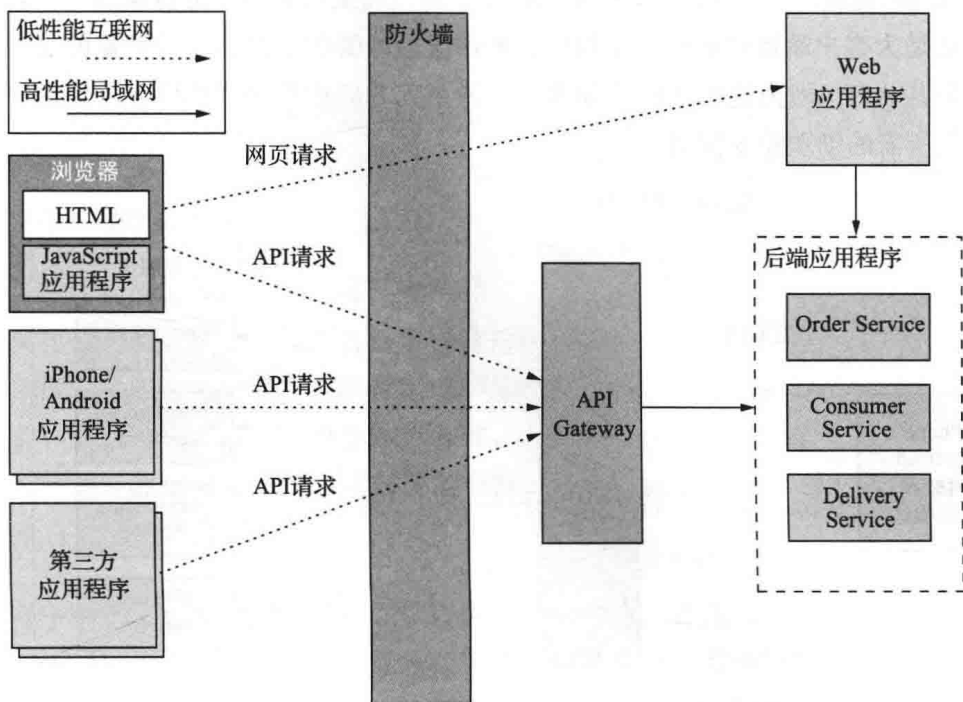 低性能互联网
高性能局域网
防火墙
Web
应用程序
网页请求
浏览器
HTML
JavaScript
应用程序
API请求
后端应用程序
Order Service
iPhone/
Android
应用程序
API请求
API
Gateway
Consumer
Service
API请求
Delivery
Service
第三方
应用程序